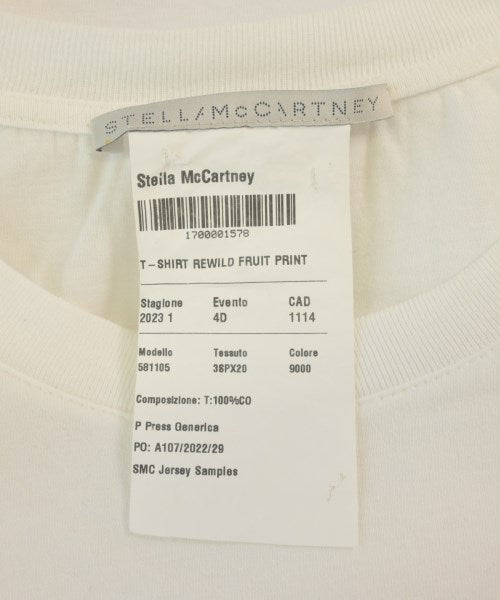 STELLA McCARTNEY
Stella McCartney
1700001578
T-SHIRT REWILD FRUIT PRINT
Stagione Evento CAD
2023 1 4D 1114
Modello Tessuto Colore
581105 3SPX20 9000
Composizione: T:100%CO
P Press Generica
PO: A107/2022/29
SMC Jersey Samples